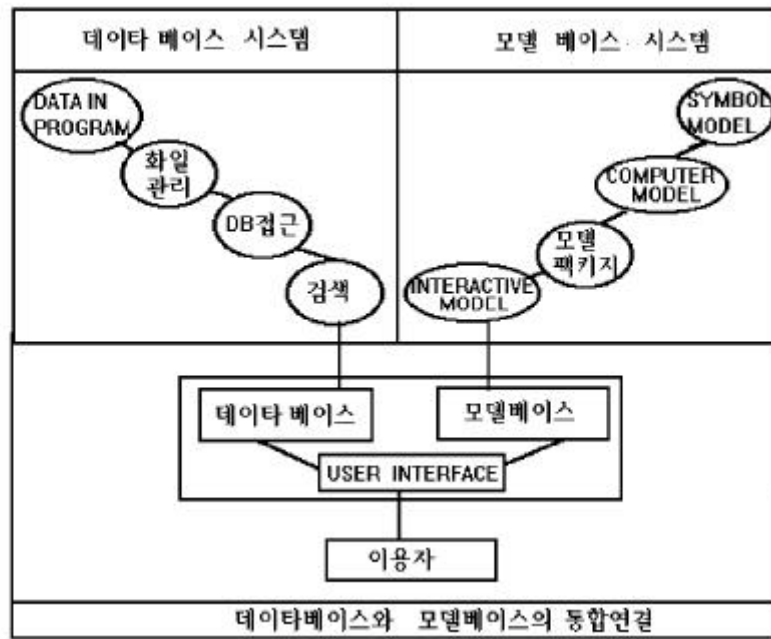 데이타 베이스 시스템
모델 베이스 시스템
DATA IN
PROGRAM
화일
관리
DB접근
검색
SYMBOL
MODEL
COMPUTER
MODEL
모델
팩키지
INTERACTIVE
MODEL
데이타 베이스
모델베이스
USER INTERFACE
이용자
데이타베이스와 모델베이스의 통합연결